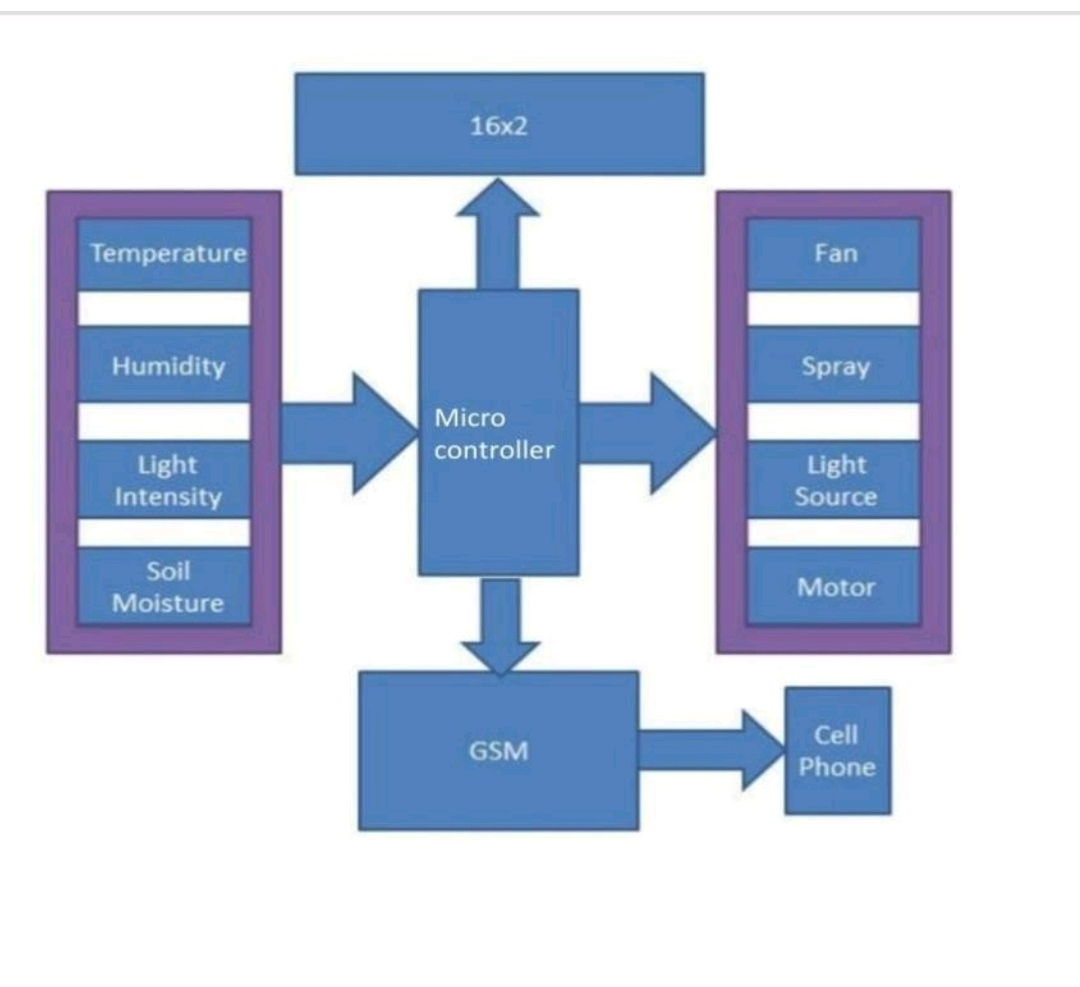 16x2
Temperature
Humidity
Light
Intensity
Soil
Moisture
Micro
controller
Fan
Spray
Light
Source
Motor
GSM
Cell
Phone